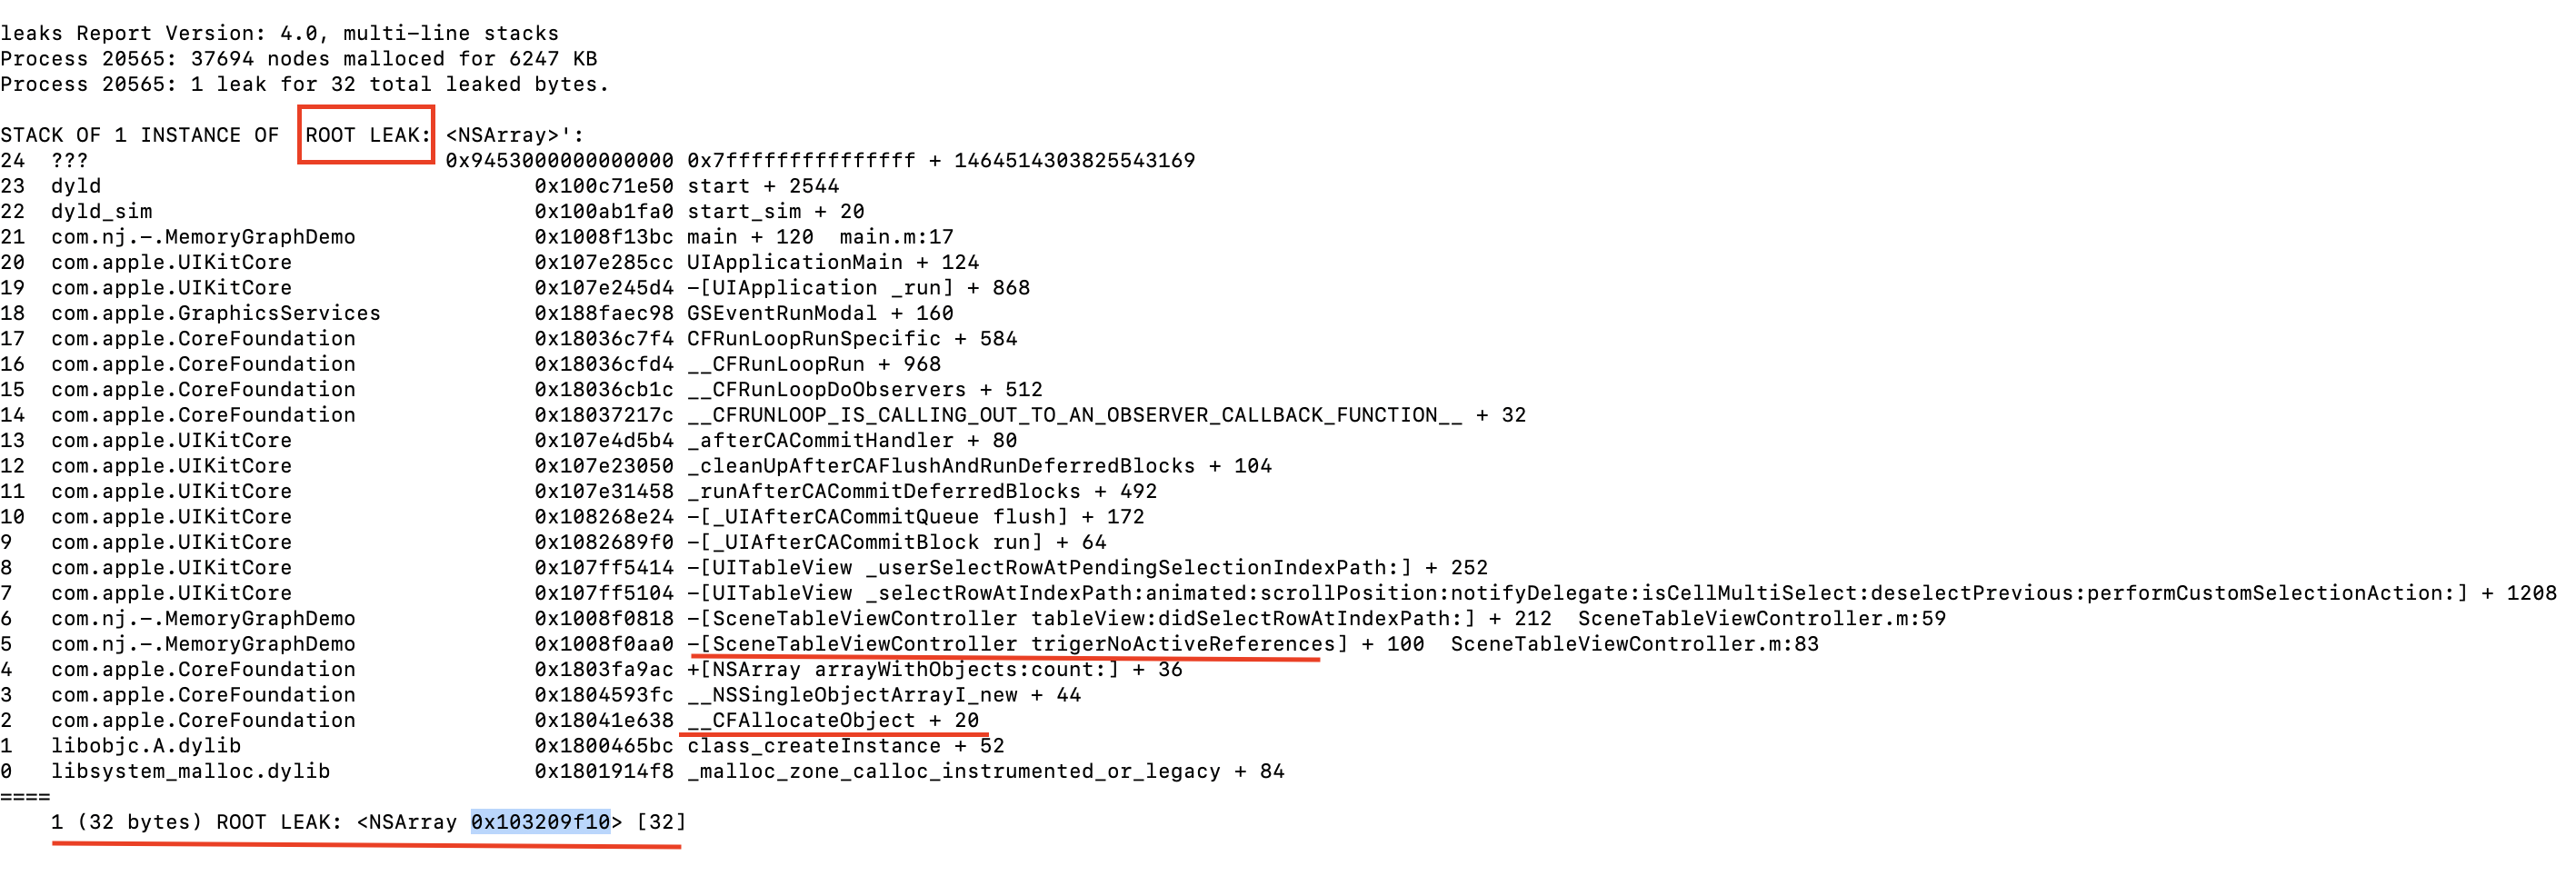 leaks Report Version: 4.0, multi-line stacks
Process 20565: 37694 nodes malloced for 6247 KB
Process 20565: 1 leak for 32 total leaked bytes.
STACK OF 1 INSTANCE OF  ROOT LEAK: <NSArray>':
24  ???                            0x9453000000000000 0x7fffffffffffffff + 1464514303825543169
23  dyld                                  0x100c71e50 start + 2544
22  dyld_sim                              0x100ab1fa0 start_sim + 20
21  com.nj.-.MemoryGraphDemo              0x1008f13bc main + 120  main.m:17
20  com.apple.UIKitCore                   0x107e285cc UIApplicationMain + 124
19  com.apple.UIKitCore                   0x107e245d4 -[UIApplication _run] + 868
18  com.apple.GraphicsServices            0x188faec98 GSEventRunModal + 160
17  com.apple.CoreFoundation              0x18036c7f4 CFRunLoopRunSpecific + 584
16  com.apple.CoreFoundation              0x18036cfd4 __CFRunLoopRun + 968
15  com.apple.CoreFoundation              0x18036cb1c __CFRunLoopDoObservers + 512
14  com.apple.CoreFoundation              0x18037217c __CFRUNLOOP_IS_CALLING_OUT_TO_AN_OBSERVER_CALLBACK_FUNCTION__ + 32
13  com.apple.UIKitCore                   0x107e4d5b4 _afterCACommitHandler + 80
12  com.apple.UIKitCore                   0x107e23050 _cleanUpAfterCAFlushAndRunDeferredBlocks + 104
11  com.apple.UIKitCore                   0x107e31458 _runAfterCACommitDeferredBlocks + 492
10  com.apple.UIKitCore                   0x108268e24 -[_UIAfterCACommitQueue flush] + 172
9   com.apple.UIKitCore                   0x1082689f0 -[_UIAfterCACommitBlock run] + 64
8   com.apple.UIKitCore                   0x107ff5414 -[UITableView _userSelectRowAtPendingSelectionIndexPath:] + 252
7   com.apple.UIKitCore                   0x107ff5104 -[UITableView _selectRowAtIndexPath:animated:scrollPosition:notifyDelegate:isCellMultiSelect:deselectPrevious:performCustomSelectionAction:] + 1208
6   com.nj.-.MemoryGraphDemo              0x1008f0818 -[SceneTableViewController tableView:didSelectRowAtIndexPath:] + 212  SceneTableViewController.m:59
5   com.nj.-.MemoryGraphDemo              0x1008f0aa0 -[SceneTableViewController trigerNoActiveReferences] + 100  SceneTableViewController.m:83
4   com.apple.CoreFoundation              0x1803fa9ac +[NSArray arrayWithObjects:count:] + 36
3   com.apple.CoreFoundation              0x1804593fc __NSSingleObjectArrayI_new + 44
2   com.apple.CoreFoundation              0x18041e638 __CFAllocateObject + 20
1   libobjc.A.dylib                       0x1800465bc class_createInstance + 52
0   libsystem_malloc.dylib                0x1801914f8 _malloc_zone_calloc_instrumented_or_legacy + 84
====
1 (32 bytes) ROOT LEAK: <NSArray 0x103209f10> [32]